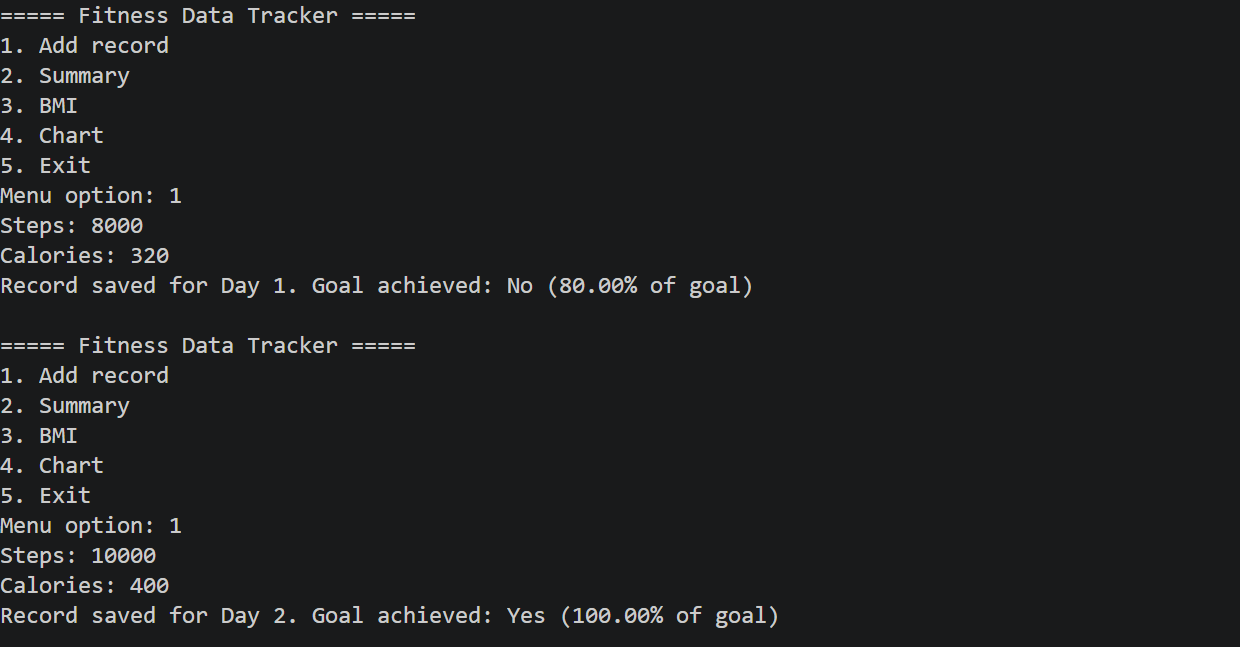 ===== Fitness Data Tracker =====
1. Add record
2. Summary
3. BMI
4. Chart
5. Exit
Menu option: 1
Steps: 8000
Calories: 320
Record saved for Day 1. Goal achieved: No (80.00% of goal)

===== Fitness Data Tracker =====
1. Add record
2. Summary
3. BMI
4. Chart
5. Exit
Menu option: 1
Steps: 10000
Calories: 400
Record saved for Day 2. Goal achieved: Yes (100.00% of goal)